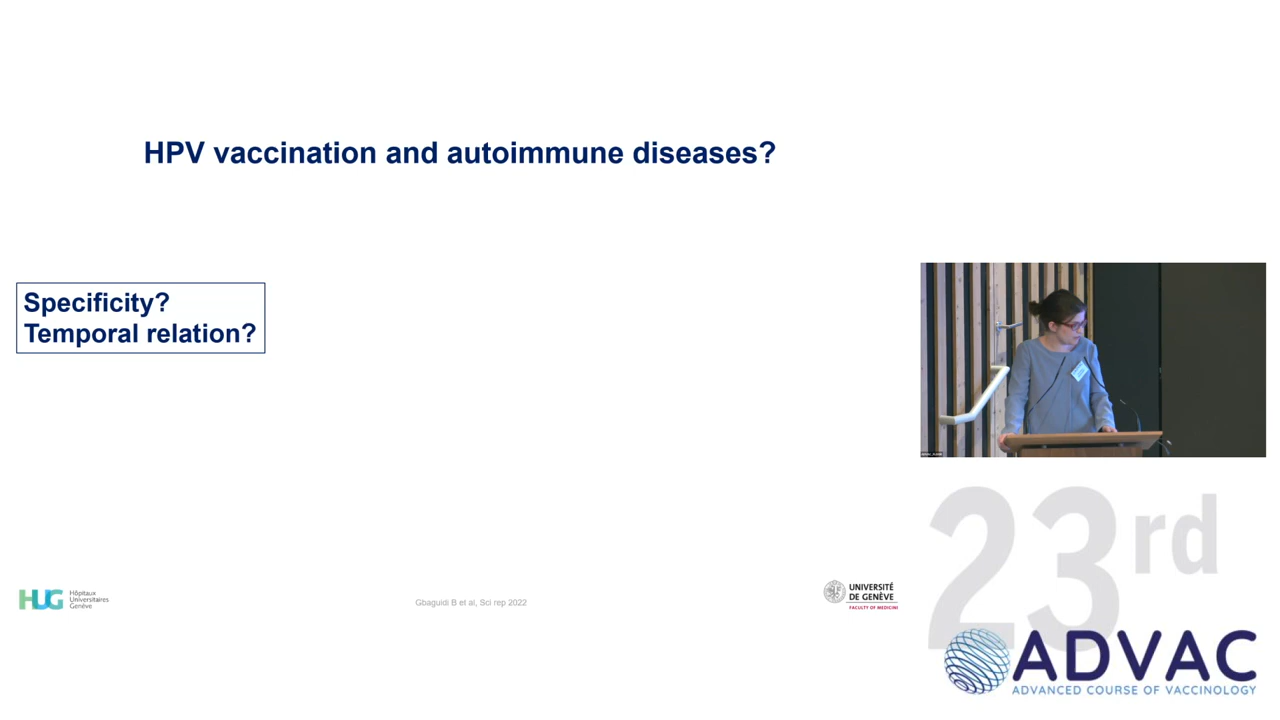 HPV vaccination and autoimmune diseases?
Specificity?
Temporal relation?
HUG
Hôpitaux
Universitaires
Genève
Gbaguidi B et al, Sci rep 2022
UNIVERSITÉ
DE GENÈVE
FACULTY OF MEDICINE
23rd
ADVAC
ADVANCED COURSE OF VACCINOLOGY